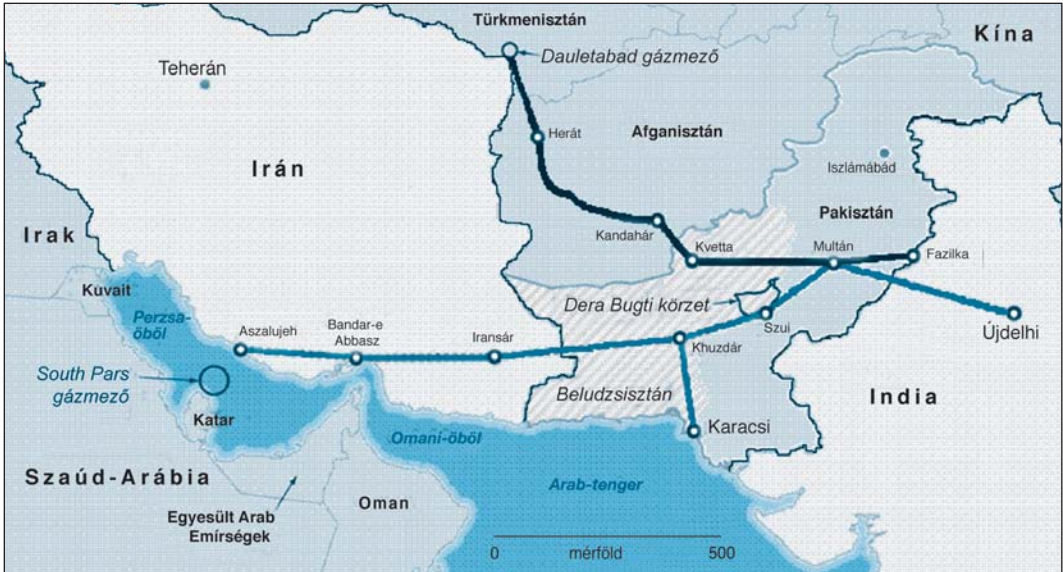 Türkmenisztán
Kína
Dauletabad gázmező
Teherán
Herát
Afganisztán
Iszlámábád
Irán
Pakisztán
Irak
Kandahár
Kvetta
Multán
Fazilka
Kuvait
Perzsa-
öböl
Dera Bugti körzet
Aszalujeh
Bandar-e
Abbasz
Iransár
Szui
Khuzdár
Újdelhi
South Pars
gázmező
Beludzsisztán
India
Katar
Karacsi
Omani-öböl
Szaúd-Arábia
Arab-tenger
Oman
Egyesült Arab
Emírségek
0 mérföld 500